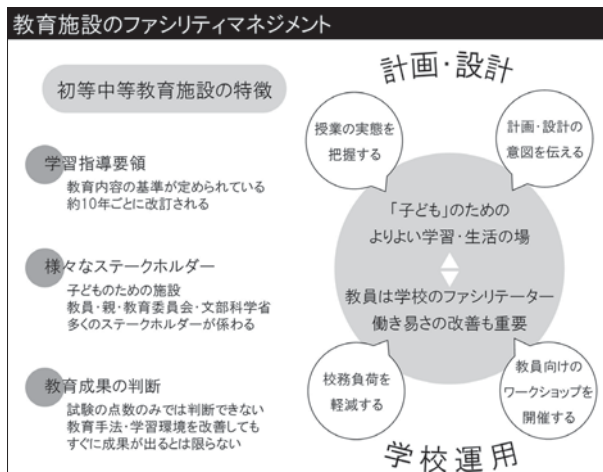 教育施設のファシリティマネジメント
初等中等教育施設の特徴
学習指導要領
教育内容の基準が定められている
約10年ごとに改訂される
様々なステークホルダー
子どものための施設
教員・親・教育委員会・文部科学省
多くのステークホルダーが係わる
教育成果の判断
試験の点数のみでは判断できない
教育手法・学習環境を改善しても
すぐに成果が出るとは限らない
計画・設計
授業の実態を
把握する
計画・設計の
意図を伝える
「子ども」のための
よりよい学習・生活の場
教員は学校のファシリテーター
働き易さの改善も重要
校務負荷を
軽減する
教員向けの
ワークショップを
開催する
学校運用